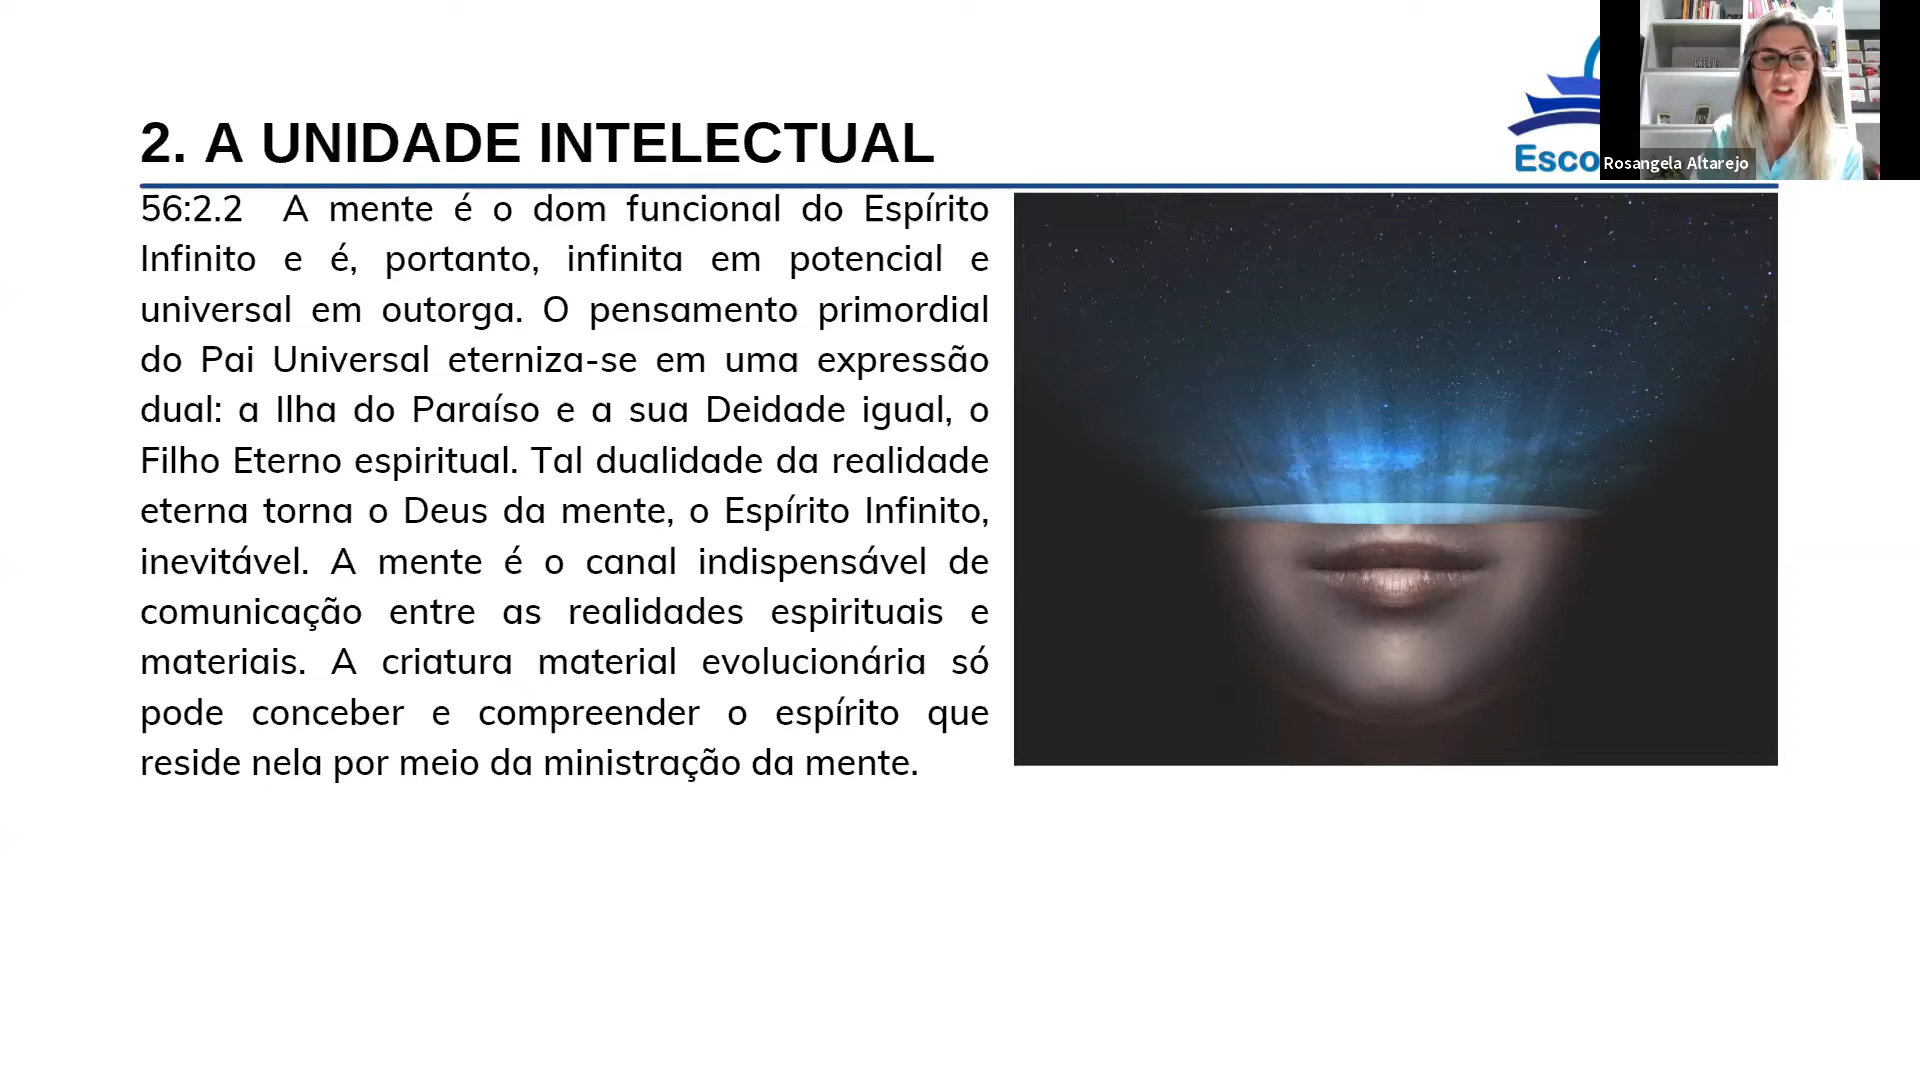 2. A UNIDADE INTELECTUAL
Esco
Rosangela Altarejo
56:2.2 A mente é o dom funcional do Espírito
Infinito e é, portanto, infinita em potencial e
universal em outorga. O pensamento primordial
do Pai Universal eterniza-se em uma expressão
dual: a Ilha do Paraíso e a sua Deidade igual, o
Filho Eterno espiritual. Tal dualidade da realidade
eterna torna o Deus da mente, o Espírito Infinito,
inevitável. A mente é o canal indispensável de
comunicação entre as realidades espirituais e
materiais. A criatura material evolucionária só
pode conceber e compreender o espírito que
reside nela por meio da ministração da mente.